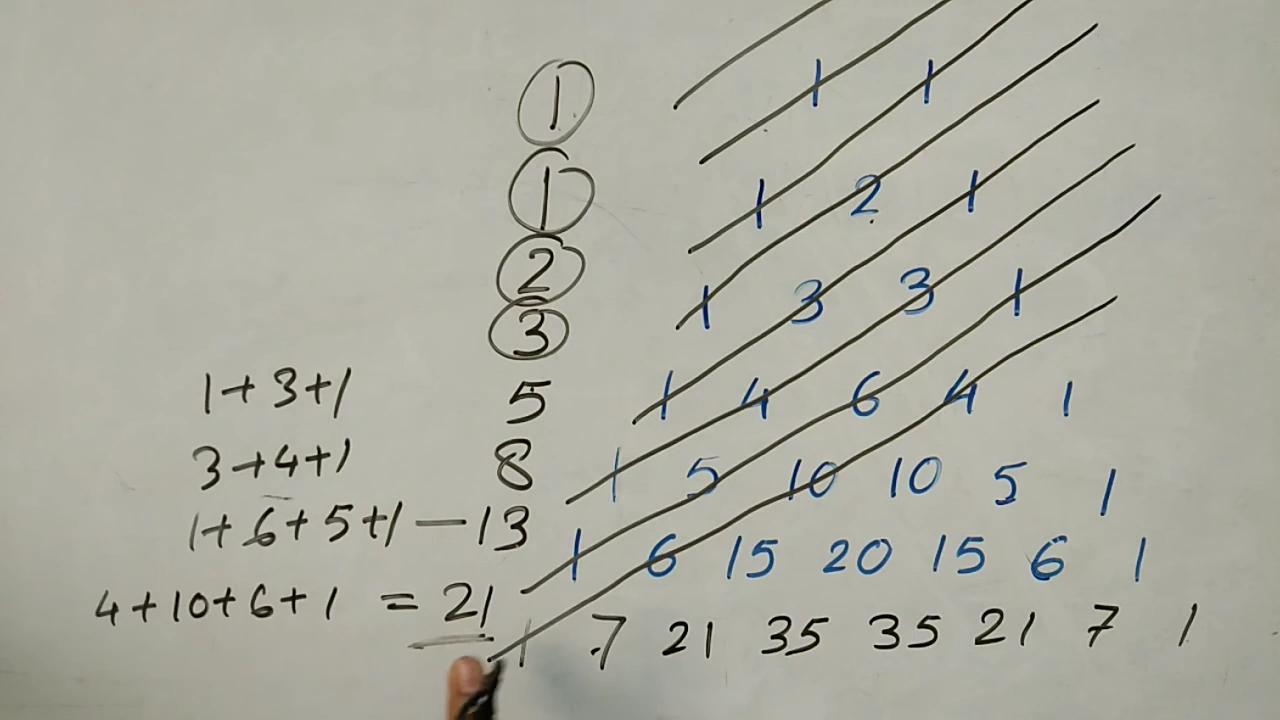 1 1 1
1 1 2 1
2
3 1 3 3 1
1+3+1 5 1 4 6 4 1
3+4+1 8 1 5 10 10 5 1
1+6+5+1 — 13 1 6 15 20 15 6 1
4+10+6+1 = 21 1 7 21 35 35 21 7 1